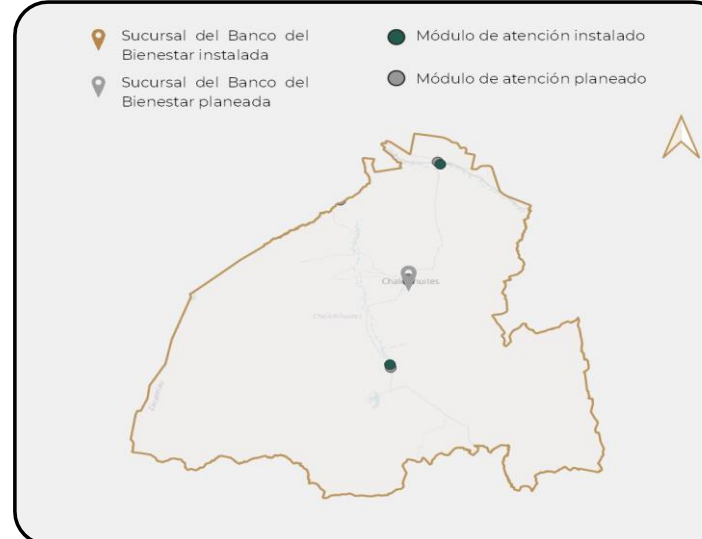 Sucursal del Banco del
Bienestar instalada
Sucursal del Banco del
Bienestar planeada
Módulo de atención instalado
Módulo de atención planeado
Chalchihuites
Zacatecas